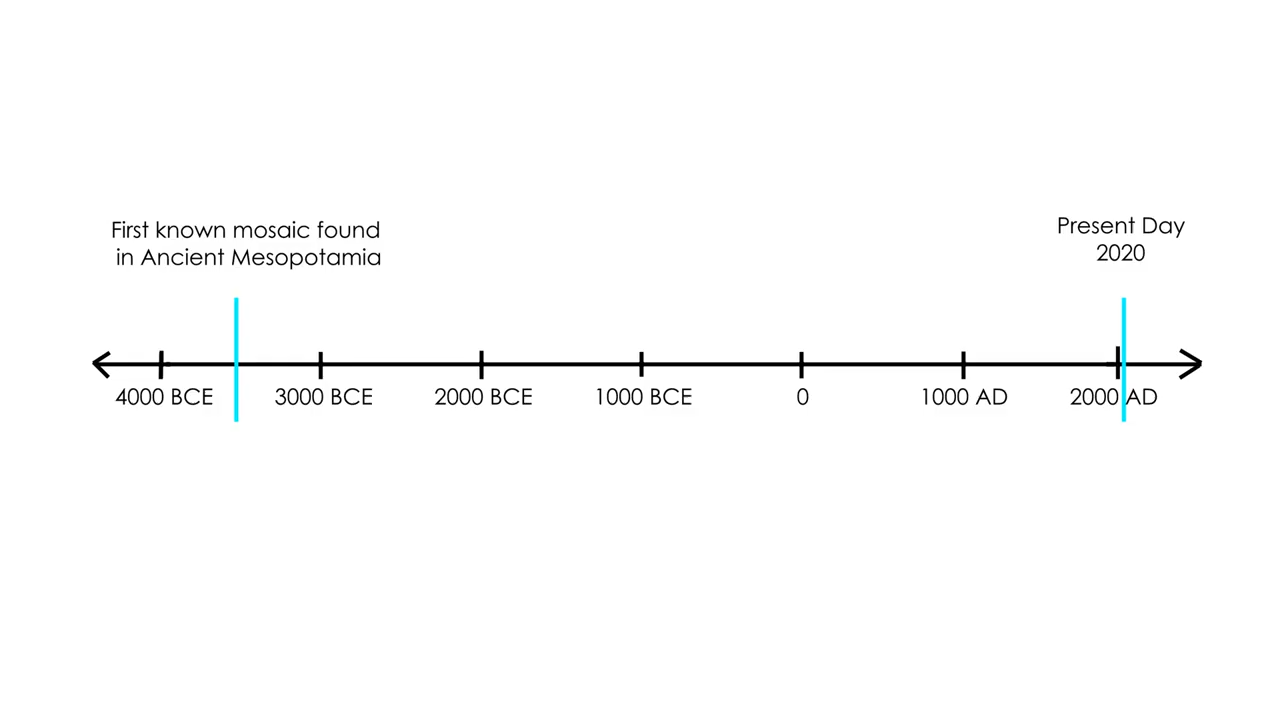 First known mosaic found
in Ancient Mesopotamia
Present Day
2020
4000 BCE
3000 BCE
2000 BCE
1000 BCE
0
1000 AD
2000 AD